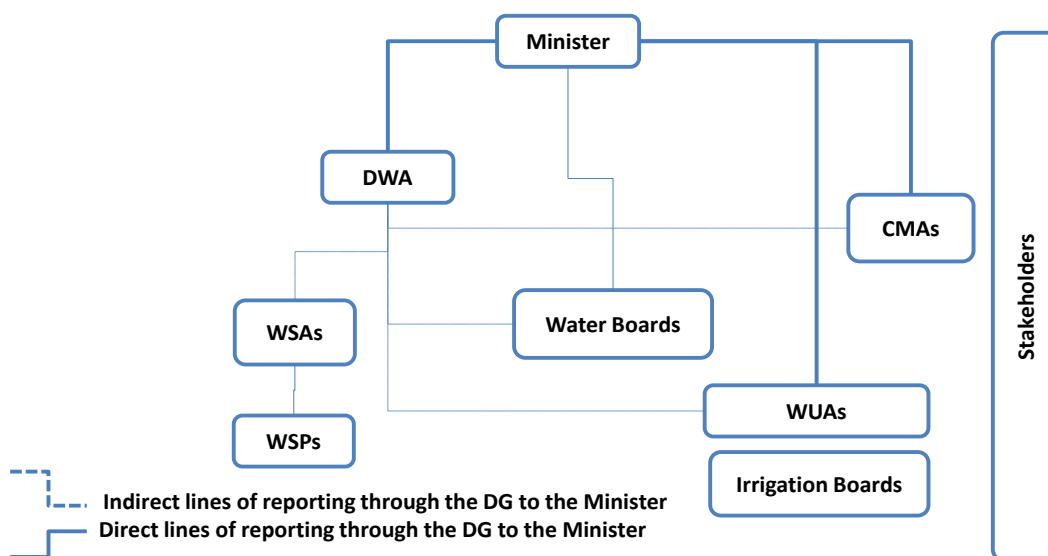 Minister
DWA
CMAs
Stakeholders
WSAs
Water Boards
WUAs
WSPs
Irrigation Boards
Indirect lines of reporting through the DG to the Minister
Direct lines of reporting through the DG to the Minister